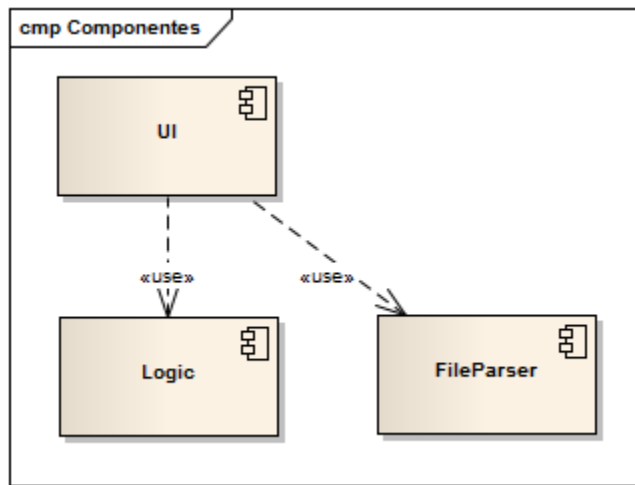 cmp Componentes
UI
«use»
«use»
Logic
FileParser